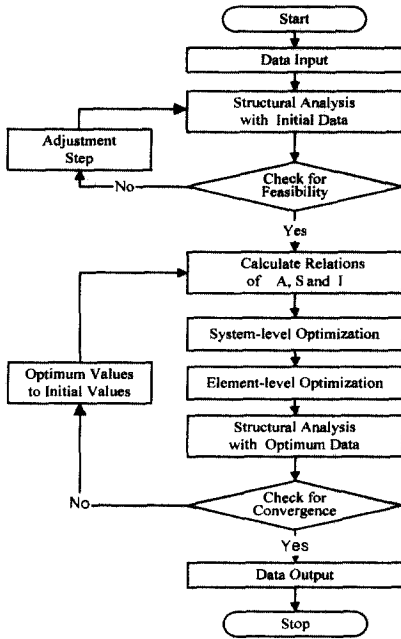 Start
Data Input
Structural Analysis
with Initial Data
Adjustment
Step
No
Check for
Feasibility
Yes
Calculate Relations
of A, S and I
System-level Optimization
Optimum Values
to Initial Values
Element-level Optimization
Structural Analysis
with Optimum Data
No
Check for
Convergence
Yes
Data Output
Stop